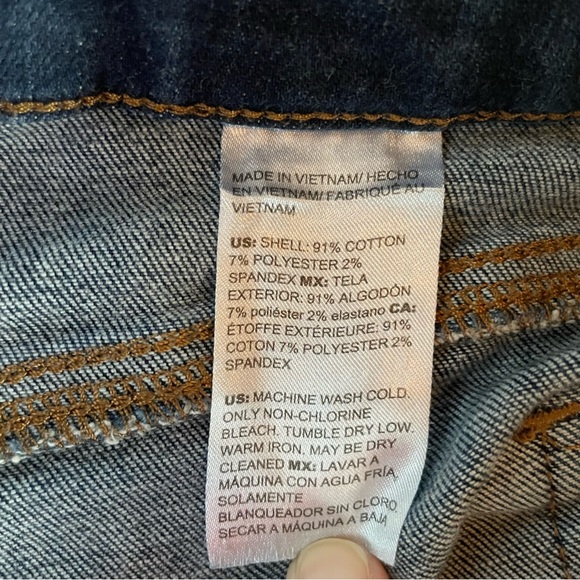 MADE IN VIETNAM/ HECHO
EN VIETNAM/ FABRIQUÉ AU
VIETNAM
US: SHELL: 91% COTTON
7% POLYESTER 2%
SPANDEX MX: TELA
EXTERIOR: 91% ALGODÓN
7% poliéster 2% elastano CA:
ÉTOFFE EXTÉRIEURE: 91%
COTON 7% POLYESTER 2%
SPANDEX
US: MACHINE WASH COLD.
ONLY NON-CHLORINE
BLEACH. TUMBLE DRY LOW.
WARM IRON. MAY BE DRY
CLEANED MX: LAVAR A
MÁQUINA CON AGUA FRÍA,
SOLAMENTE
BLANQUEADOR SIN CLORO,
SECAR A MÁQUINA A BAJA